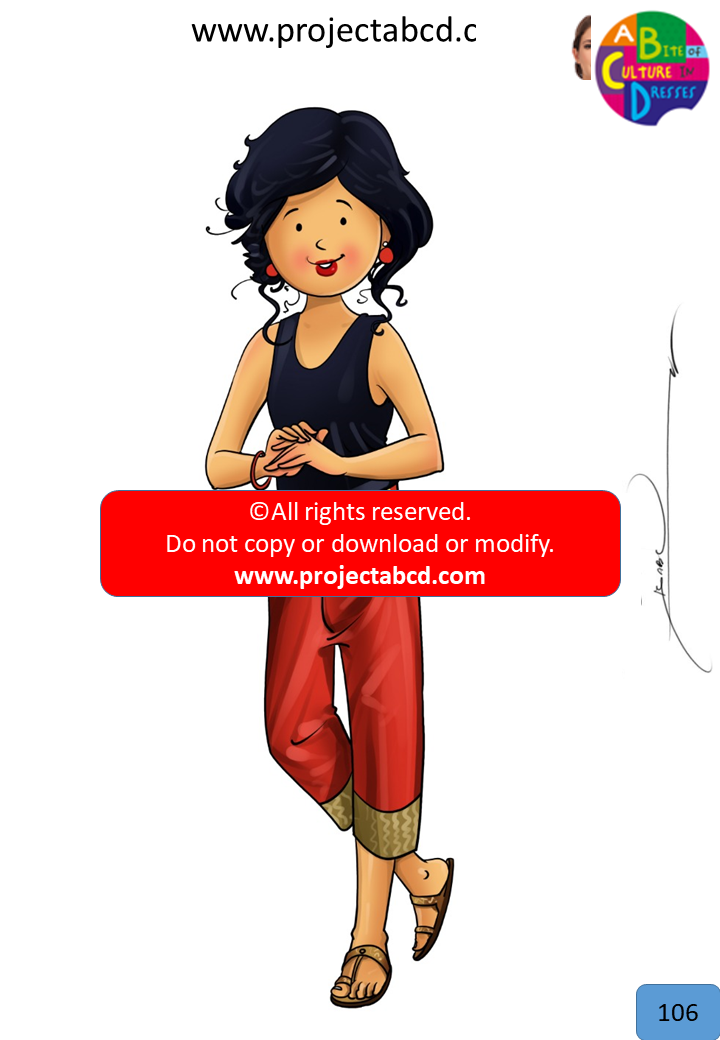 www.projectabcd.c
A BITE OF
CULTURE IN
DRESSES
©All rights reserved.
Do not copy or download or modify.
www.projectabcd.com
106